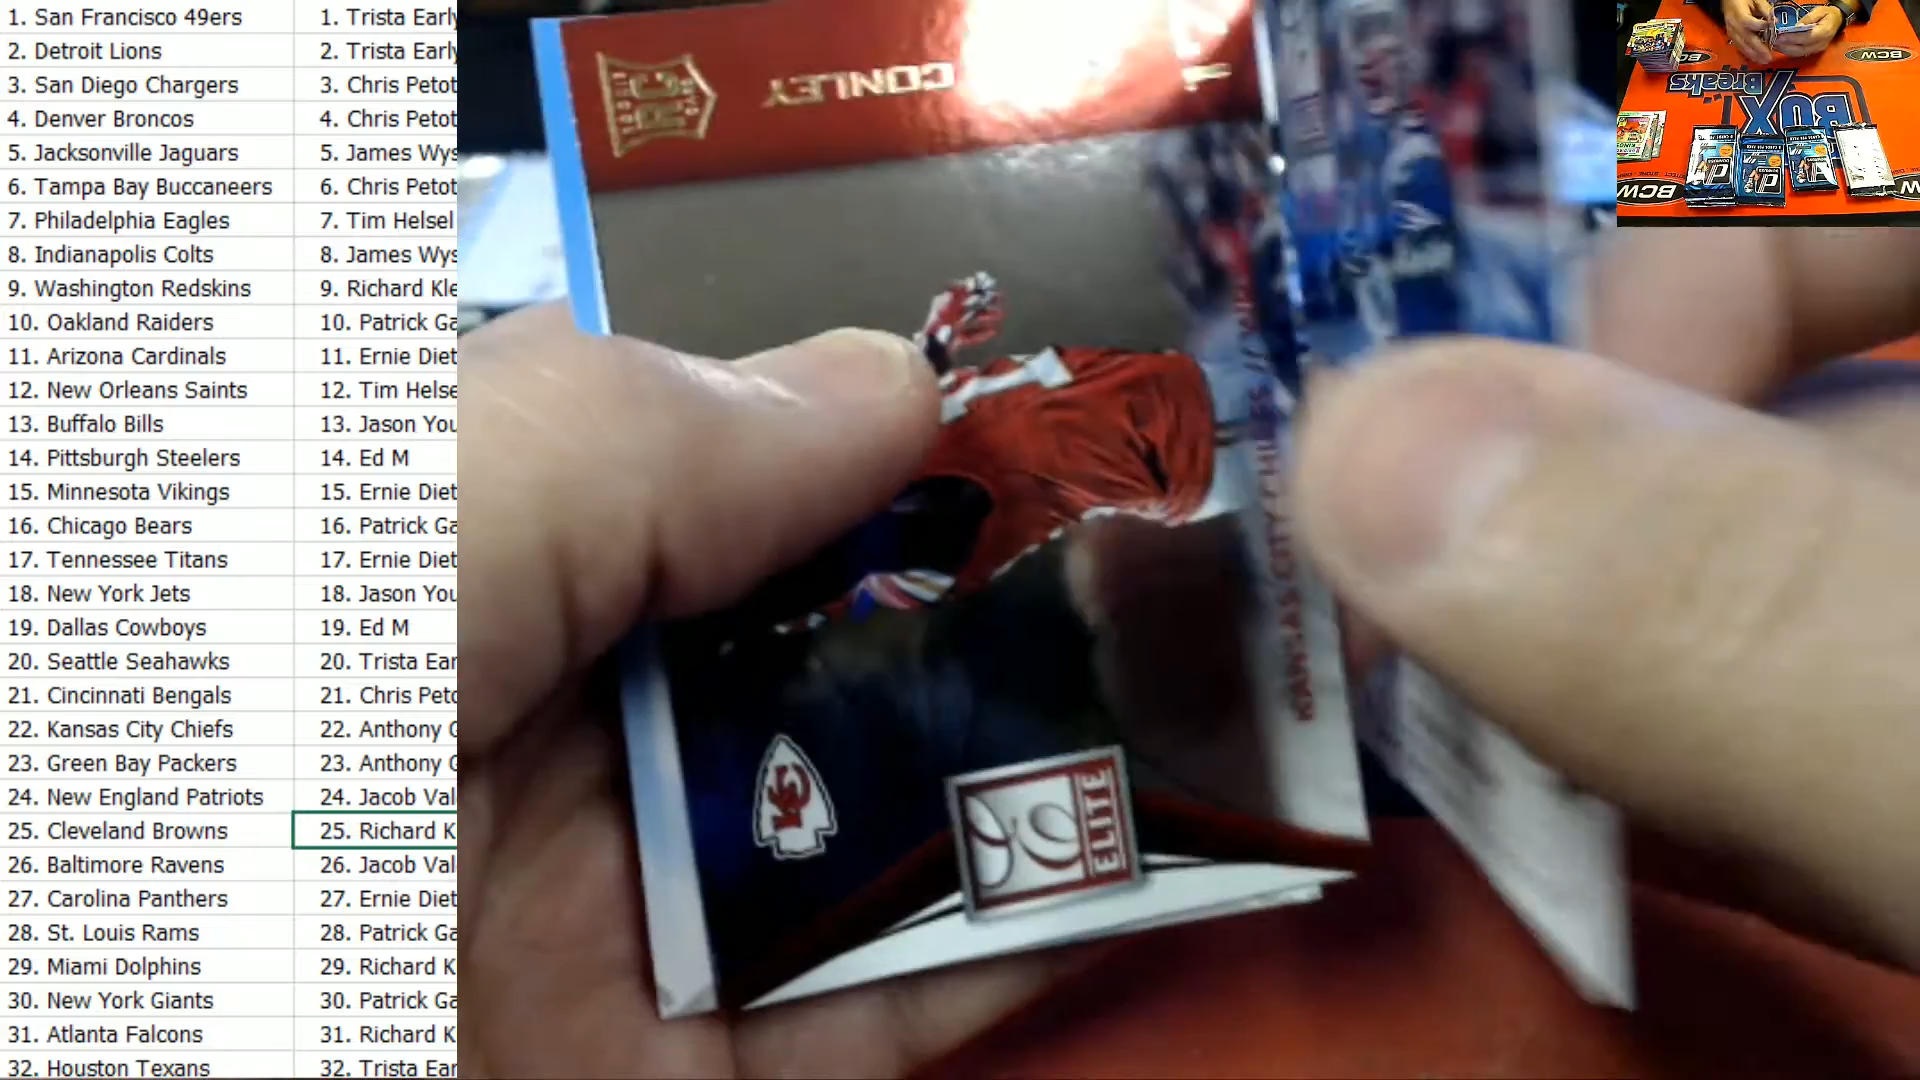 1. San Francisco 49ers 1. Trista Early
2. Detroit Lions 2. Trista Early
3. San Diego Chargers 3. Chris Petot
4. Denver Broncos 4. Chris Petot
5. Jacksonville Jaguars 5. James Wys
6. Tampa Bay Buccaneers 6. Chris Petot
7. Philadelphia Eagles 7. Tim Helsel
8. Indianapolis Colts 8. James Wys
9. Washington Redskins 9. Richard Kle
10. Oakland Raiders 10. Patrick Ga
11. Arizona Cardinals 11. Ernie Diet
12. New Orleans Saints 12. Tim Helse
13. Buffalo Bills 13. Jason You
14. Pittsburgh Steelers 14. Ed M
15. Minnesota Vikings 15. Ernie Diet
16. Chicago Bears 16. Patrick Ga
17. Tennessee Titans 17. Ernie Diet
18. New York Jets 18. Jason You
19. Dallas Cowboys 19. Ed M
20. Seattle Seahawks 20. Trista Ear
21. Cincinnati Bengals 21. Chris Peto
22. Kansas City Chiefs 22. Anthony G
23. Green Bay Packers 23. Anthony G
24. New England Patriots 24. Jacob Val
25. Cleveland Browns 25. Richard K
26. Baltimore Ravens 26. Jacob Val
27. Carolina Panthers 27. Ernie Diet
28. St. Louis Rams 28. Patrick Ga
29. Miami Dolphins 29. Richard K
30. New York Giants 30. Patrick Ga
31. Atlanta Falcons 31. Richard K
32. Houston Texans 32. Trista Ear
CONLEY
RC
KANSAS CITY CHIEFS //
KC
ELITE
BCW
Breaks
BOX
BCW